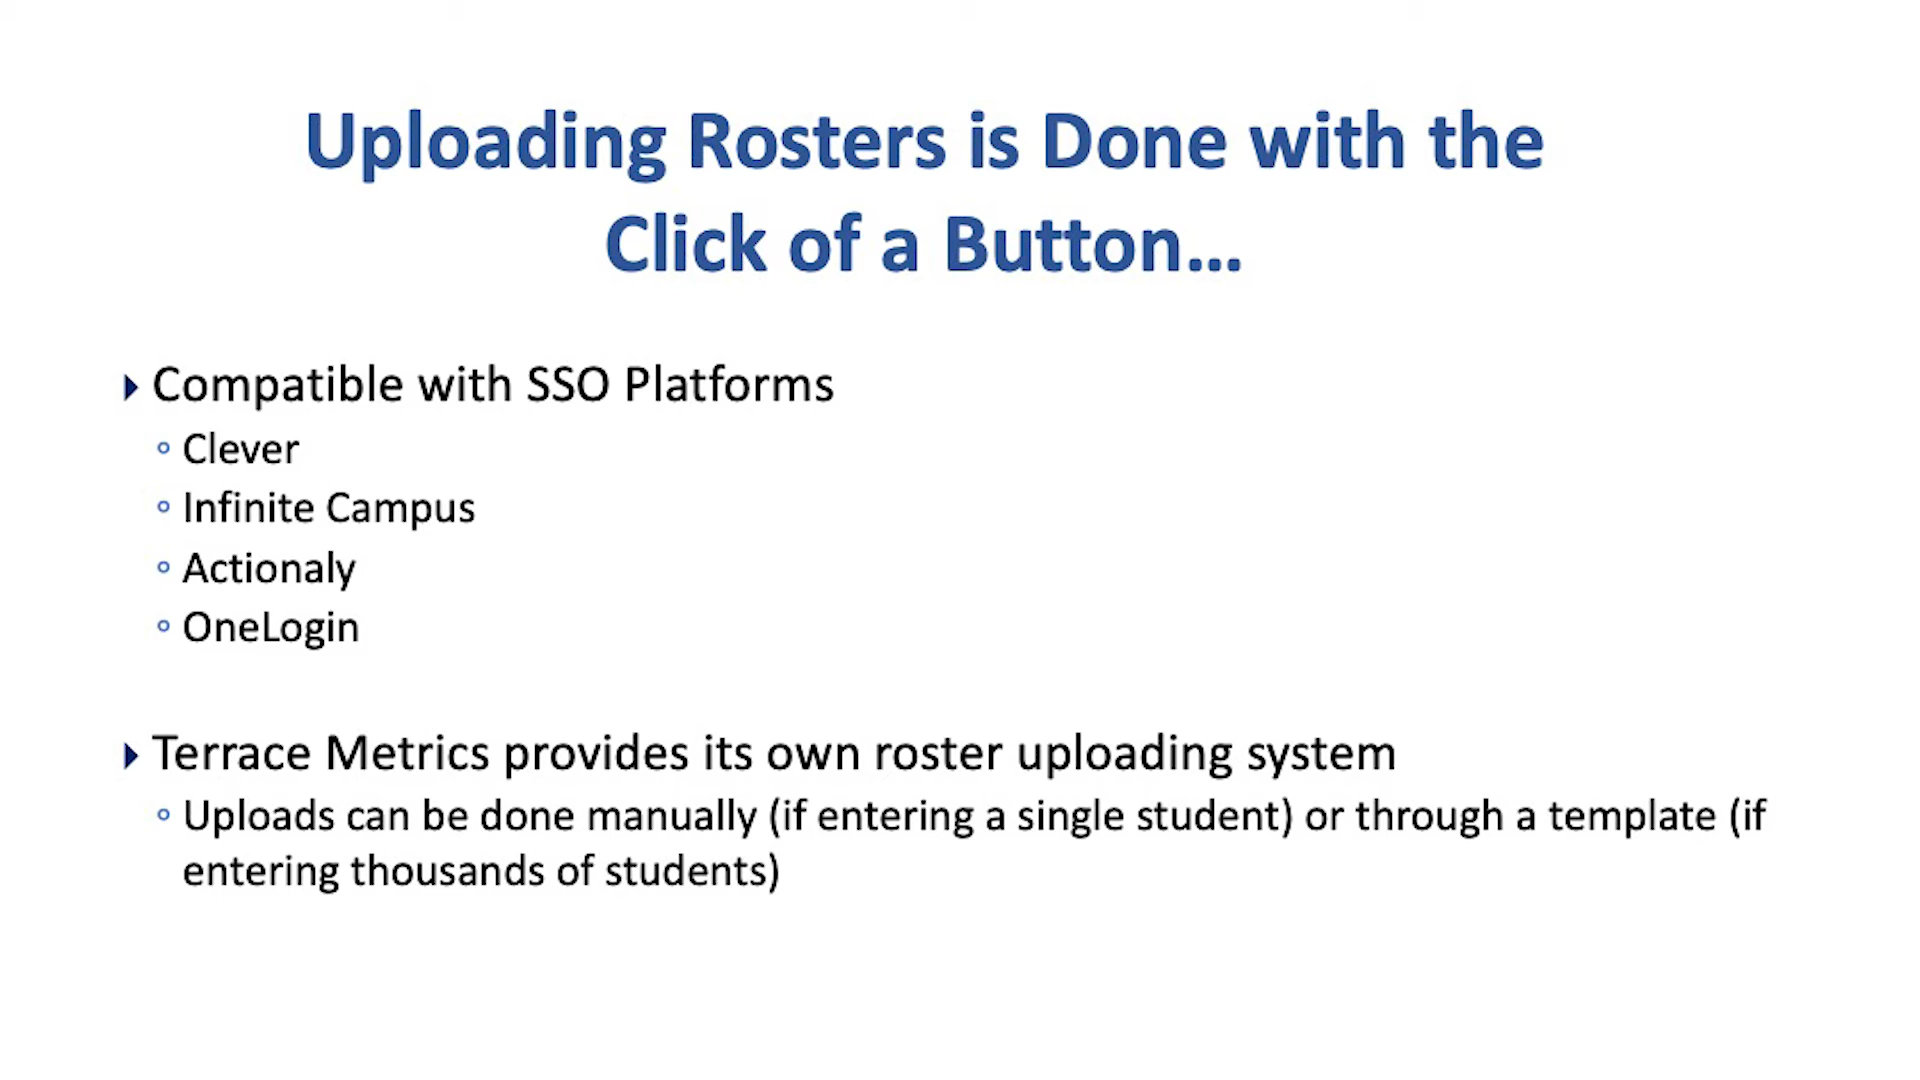 Uploading Rosters is Done with the
Click of a Button...
Compatible with SSO Platforms
Clever
Infinite Campus
Actionaly
OneLogin
Terrace Metrics provides its own roster uploading system
Uploads can be done manually (if entering a single student) or through a template (if
entering thousands of students)